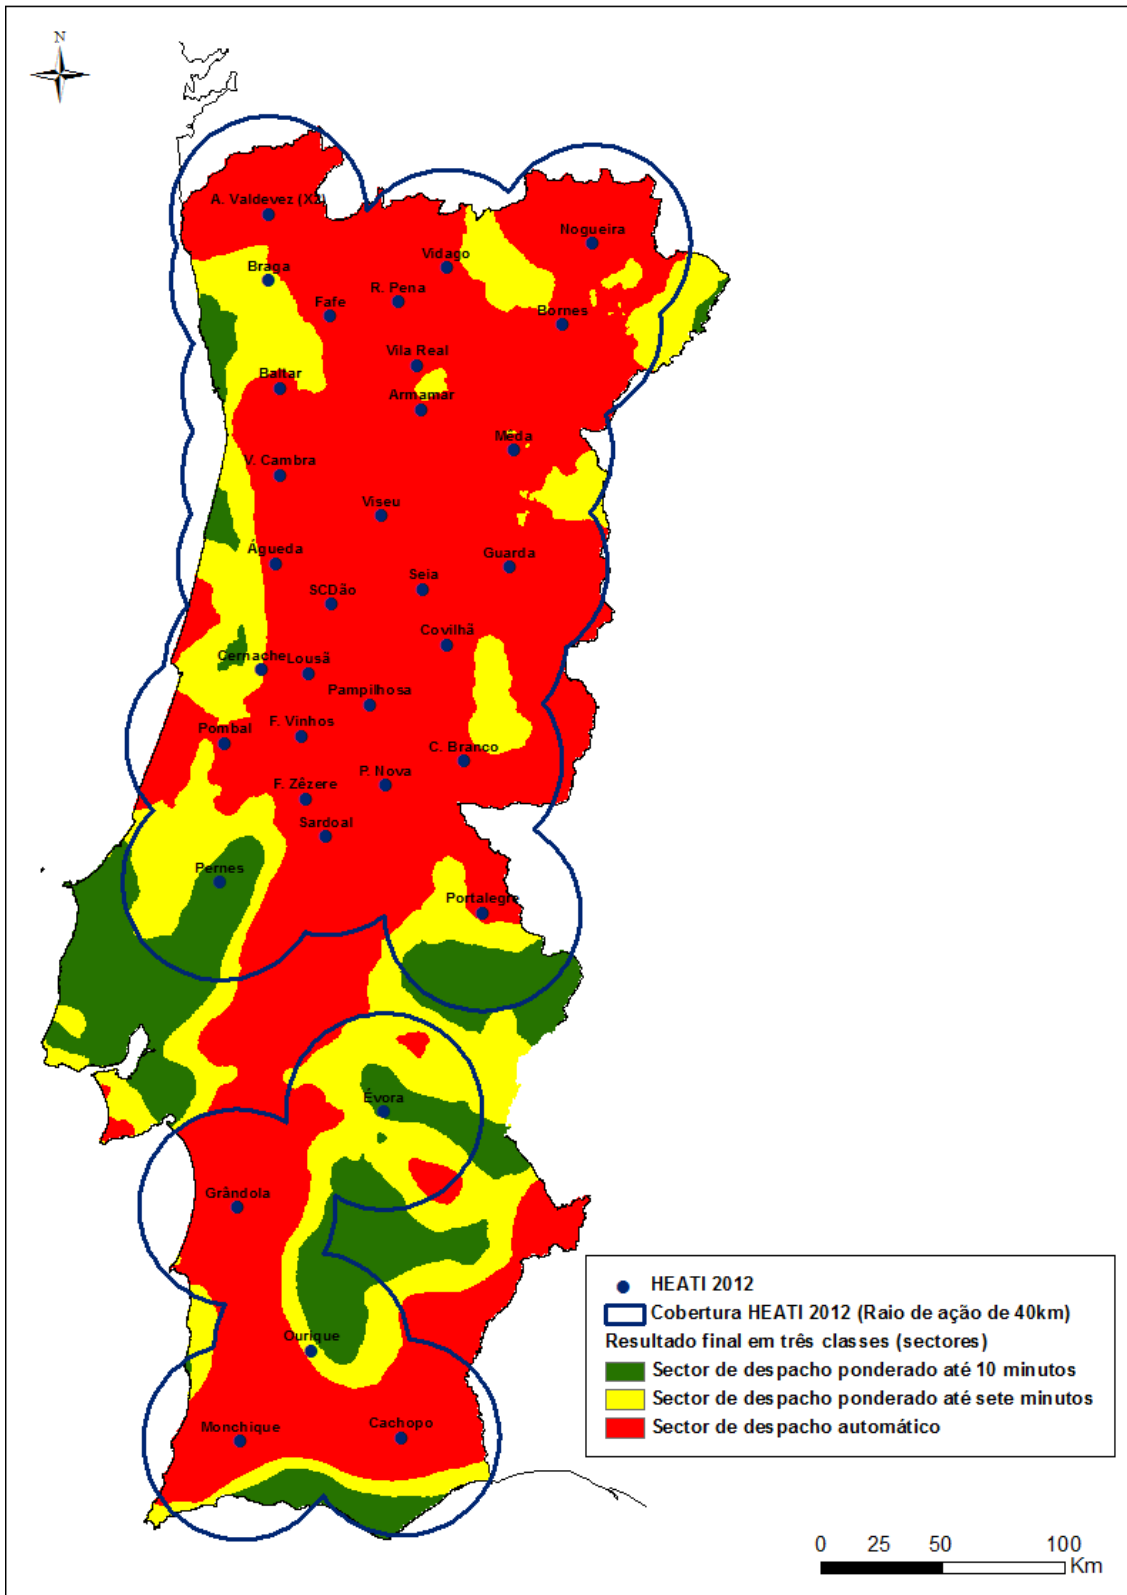 N
A. Valdevez (X2)
Nogueira
Vidago
Braga
R. Pena
Fafe
Bornes
Vila Real
Baltar
Armamar
Meda
V. Cambra
Viseu
Águeda
Guarda
Seia
SCDão
Covilhã
Cernache
Lousã
Pampilhosa
F. Vinhos
Pombal
C. Branco
P. Nova
F. Zêzere
Sardoal
Pernes
Portalegre
Évora
Grândola
Ourique
Monchique
Cachopo
HEATI 2012
Cobertura HEATI 2012 (Raio de ação de 40km)
Resultado final em três classes (sectores)
Sector de despacho ponderado até 10 minutos
Sector de despacho ponderado até sete minutos
Sector de despacho automático
0 25 50 100
Km